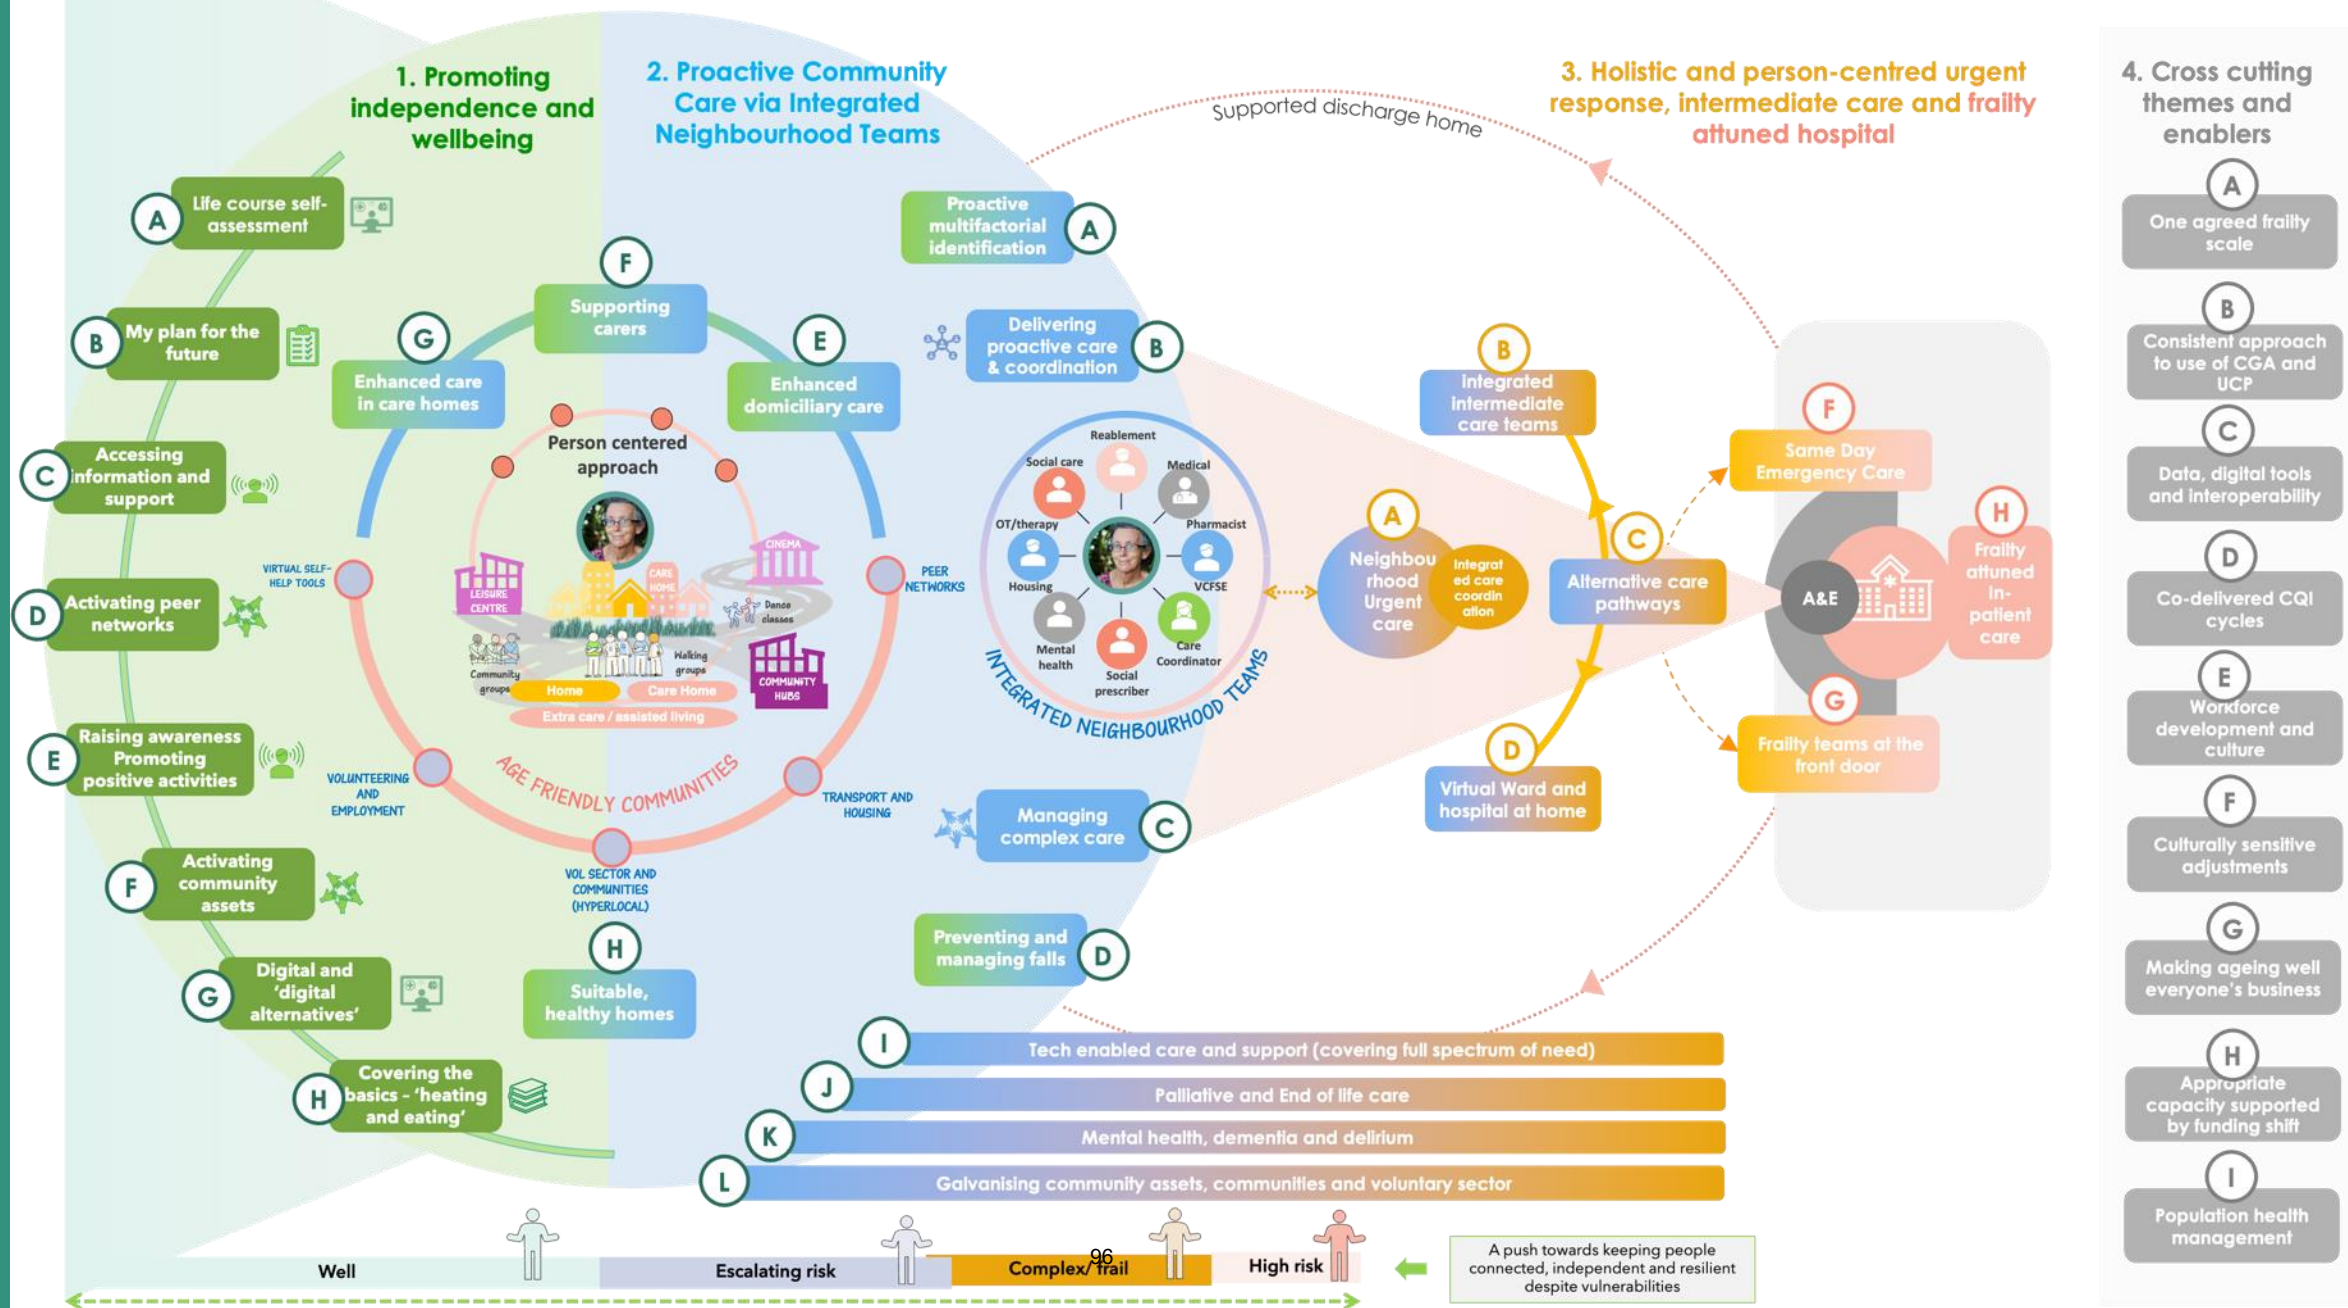 1. Promoting
independence and
wellbeing
A
Life course self-
assessment
B
My plan for the
future
C
Accessing
information and
support
D
Activating peer
networks
E
Raising awareness
Promoting
positive activities
F
Activating
community
assets
G
Digital and
‘digital
alternatives’
H
Covering the
basics - ‘heating
and eating’
2. Proactive Community
Care via Integrated
Neighbourhood Teams
A
Proactive
multifactorial
identification
B
Delivering
proactive care
& coordination
C
Managing
complex care
D
Preventing and
managing falls
E
Enhanced
domiciliary care
F
Supporting
carers
G
Enhanced care
in care homes
H
Suitable,
healthy homes
Person centered
approach
CINEMA
LEISURE
CENTRE
CARE
HOME
Dance
classes
Walking
groups
Community
groups
COMMUNITY
HUBS
Home
Care Home
Extra care / assisted living
AGE FRIENDLY COMMUNITIES
VIRTUAL SELF-
HELP TOOLS
PEER
NETWORKS
VOLUNTEERING
AND
EMPLOYMENT
TRANSPORT AND
HOUSING
VOL SECTOR AND
COMMUNITIES
(HYPERLOCAL)
Reablement
Social care
Medical
OT/therapy
Pharmacist
Housing
VCFSE
Mental
health
Care
Coordinator
Social
prescriber
INTEGRATED NEIGHBOURHOOD TEAMS
I
Tech enabled care and support (covering full spectrum of need)
J
Palliative and End of life care
K
Mental health, dementia and delirium
L
Galvanising community assets, communities and voluntary sector
Supported discharge home
3. Holistic and person-centred urgent
response, intermediate care and frailty
attuned hospital
A
Neighbou
rhood
Urgent
care
Integrat
ed care
coordin
ation
B
Integrated
intermediate
care teams
C
Alternative care
pathways
D
Virtual Ward and
hospital at home
F
Same Day
Emergency Care
A&E
G
Frailty teams at the
front door
H
Frailty
attuned
In-
patient
care
4. Cross cutting
themes and
enablers
A
One agreed frailty
scale
B
Consistent approach
to use of CGA and
UCP
C
Data, digital tools
and interoperability
D
Co-delivered CQI
cycles
E
Workforce
development and
culture
F
Culturally sensitive
adjustments
G
Making ageing well
everyone’s business
H
Appropriate
capacity supported
by funding shift
I
Population health
management
Well
Escalating risk
Complex/ frail
96
High risk
A push towards keeping people
connected, independent and resilient
despite vulnerabilities